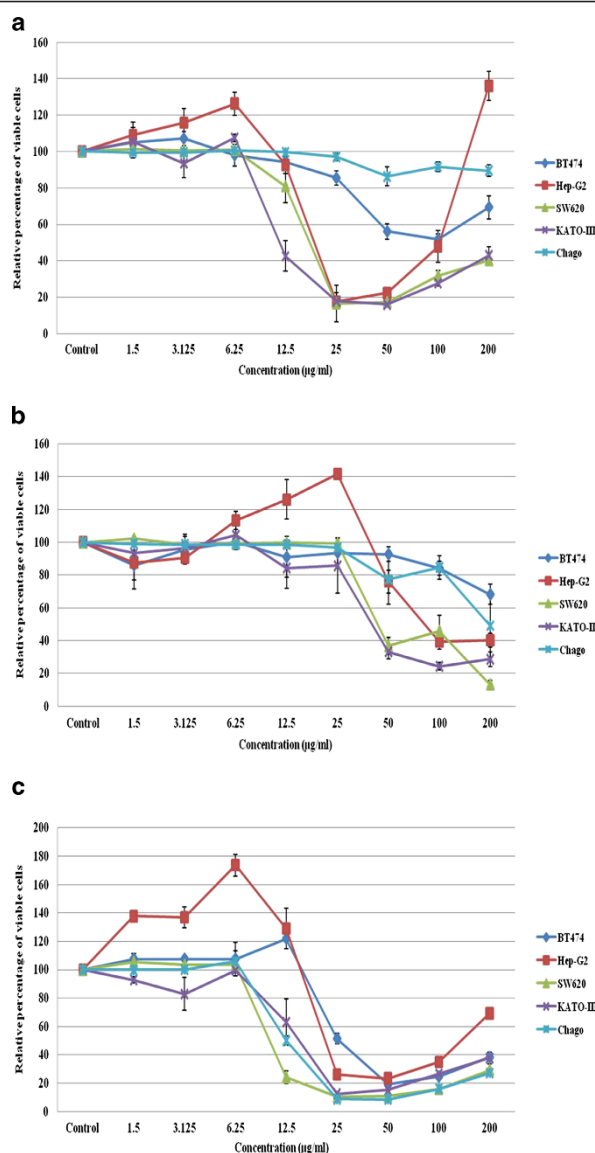 a
160
140
120
100
80
60
40
20
0
Relative percentage of viable cells
Control 1.5 3.125 6.25 12.5 25 50 100 200
Concentration (µg/ml)
BT474
Hep-G2
SW620
KATO-III
Chago
b
160
140
120
100
80
60
40
20
0
Relative percentage of viable cells
Control 1.5 3.125 6.25 12.5 25 50 100 200
Concentration (µg/ml)
BT474
Hep-G2
SW620
KATO-II
Chago
c
200
180
160
140
120
100
80
60
40
20
0
Relative percentage of viable cells
Control 1.5 3.125 6.25 12.5 25 50 100 200
Concentration (µg/ml)
BT474
Hep-G2
SW620
KATO-II
Chago